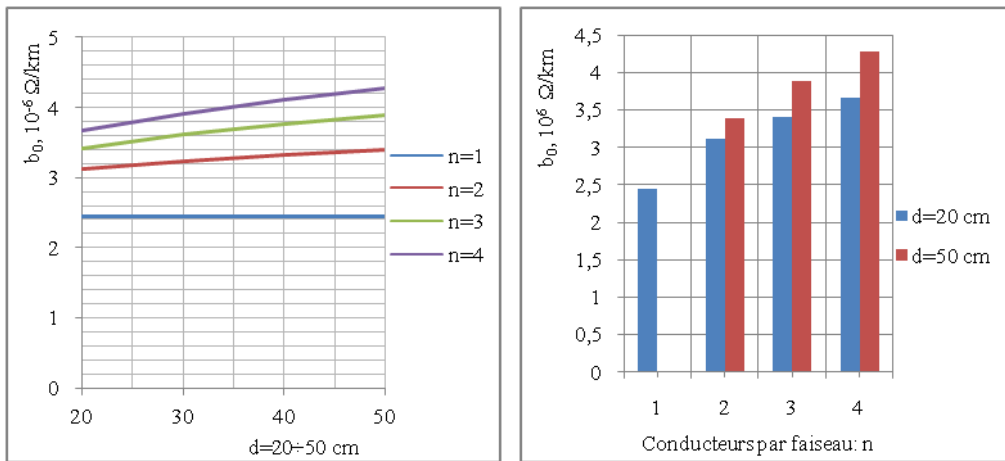 b₀, 10⁻⁶ Ω/km
5
4
3
2
1
0
20 30 40 50
d=20÷50 cm
n=1
n=2
n=3
n=4
b₀, 10⁶ Ω/km
4,5
4
3,5
3
2,5
2
1,5
1
0,5
0
1 2 3 4
Conducteurs par faiseau: n
d=20 cm
d=50 cm